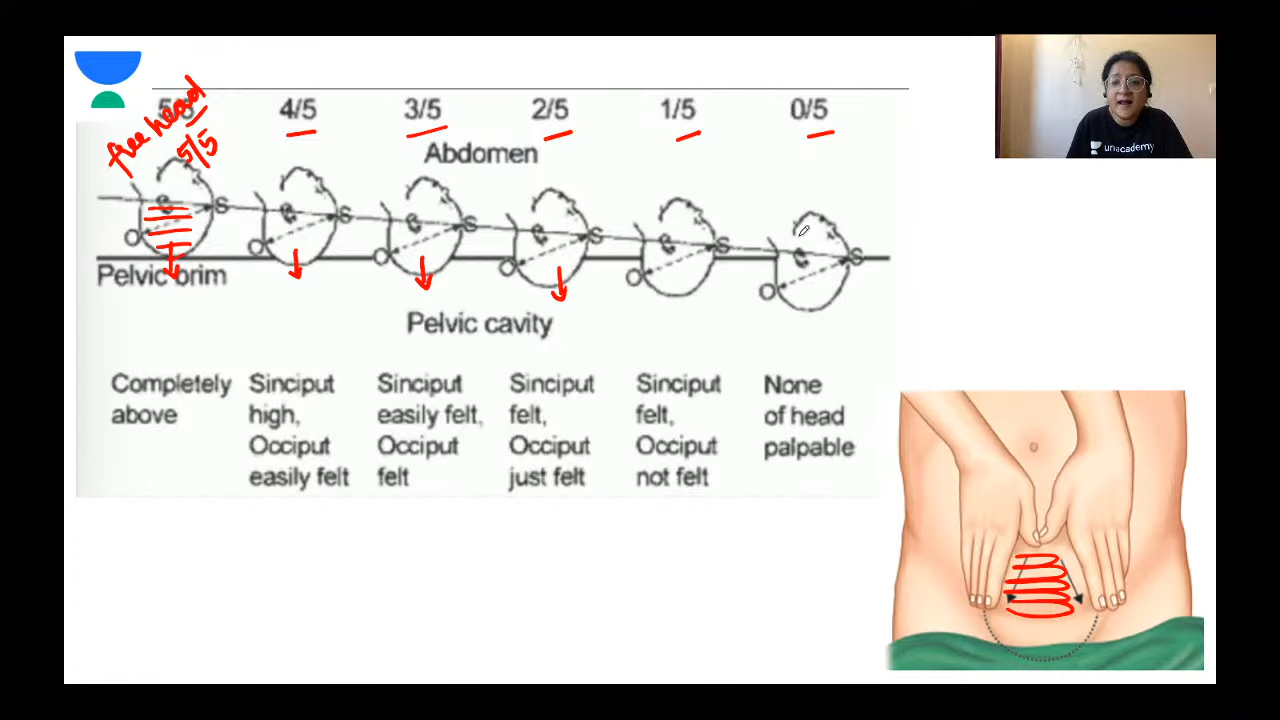 free head
5/5
5/5 4/5 3/5 2/5 1/5 0/5
Abdomen
S S S S S S
O O O O O O
Pelvic brim
Pelvic cavity
Completely above
Sinciput high, Occiput easily felt
Sinciput easily felt, Occiput felt
Sinciput felt, Occiput just felt
Sinciput felt, Occiput not felt
None of head palpable
unacademy